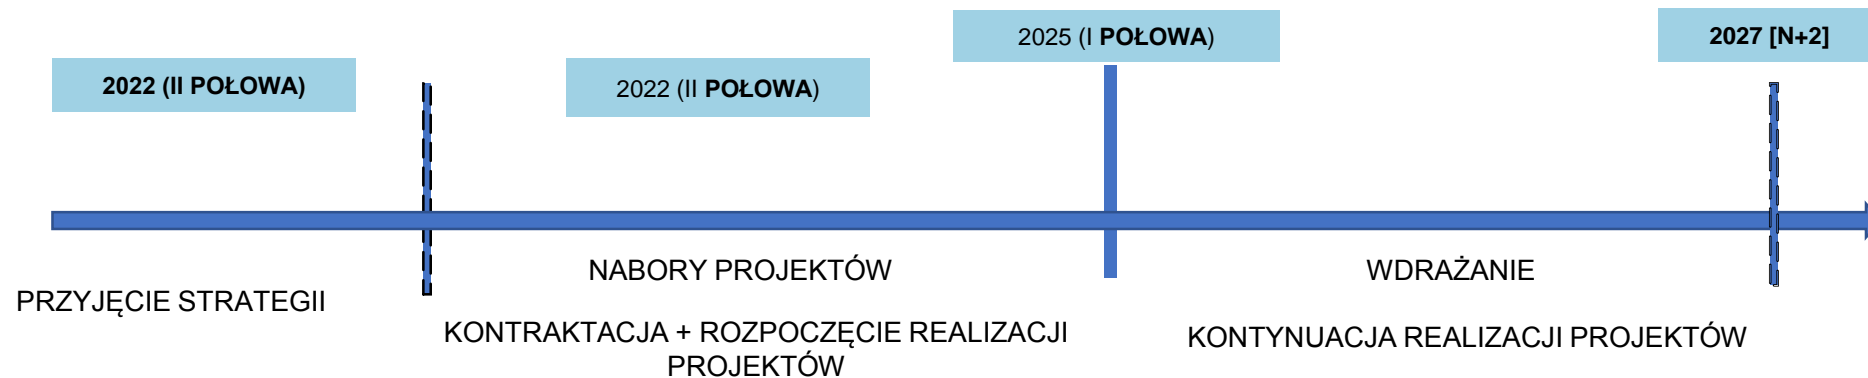 2022 (II POŁOWA)
2022 (II POŁOWA)
2025 (I POŁOWA)
2027 [N+2]
PRZYJĘCIE STRATEGII
NABORY PROJEKTÓW
KONTRAKTACJA + ROZPOCZĘCIE REALIZACJI
PROJEKTÓW
WDRAŻANIE
KONTYNUACJA REALIZACJI PROJEKTÓW